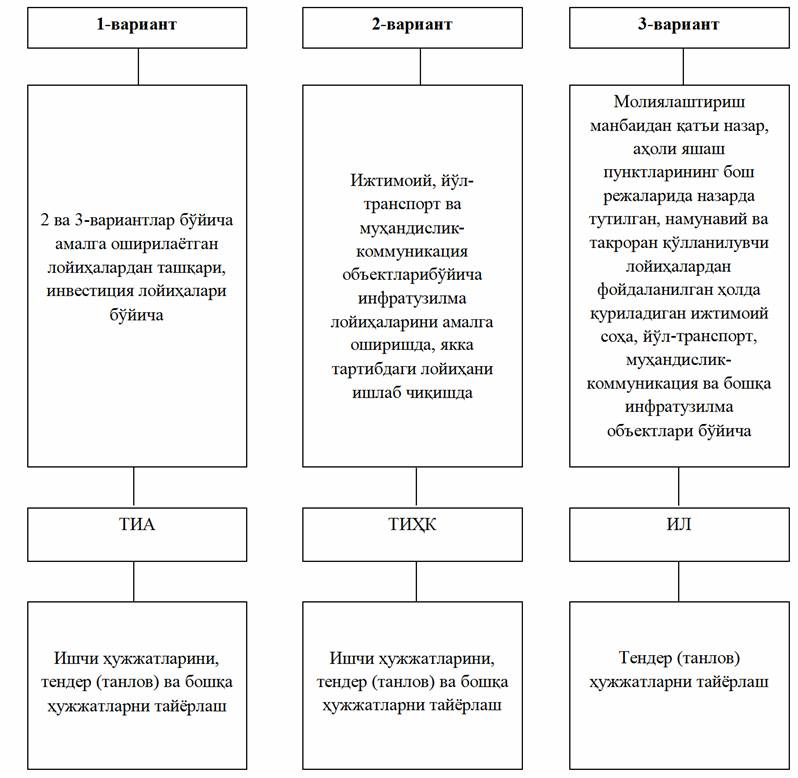 1-вариант
2 ва 3-вариантлар бўйича
амалга оширилаётган
лойиҳалардан ташқари,
инвестиция лойиҳалари
бўйича
ТИА
Ишчи ҳужжатларини,
тендер (танлов) ва бошқа
ҳужжатларни тайёрлаш
2-вариант
Ижтимоий, йўл-
транспорт ва
муҳандислик-
коммуникация
объектларибўйича
инфратузилма
лойиҳаларини амалга
оширишда, якка
тартибдаги лойиҳани
ишлаб чиқишда
ТИҲК
Ишчи ҳужжатларини,
тендер (танлов) ва бошқа
ҳужжатларни тайёрлаш
3-вариант
Молиялаштириш
манбаидан қатъи назар,
аҳоли яшаш
пунктларининг бош
режаларида назарда
тутилган, намунавий ва
такроран қўлланилувчи
лойиҳалардан
фойдаланилган ҳолда
қуриладиган ижтимоий
соҳа, йўл-транспорт,
муҳандислик-
коммуникация ва бошқа
инфратузилма
объектлари бўйича
ИЛ
Тендер (танлов)
ҳужжатларни тайёрлаш